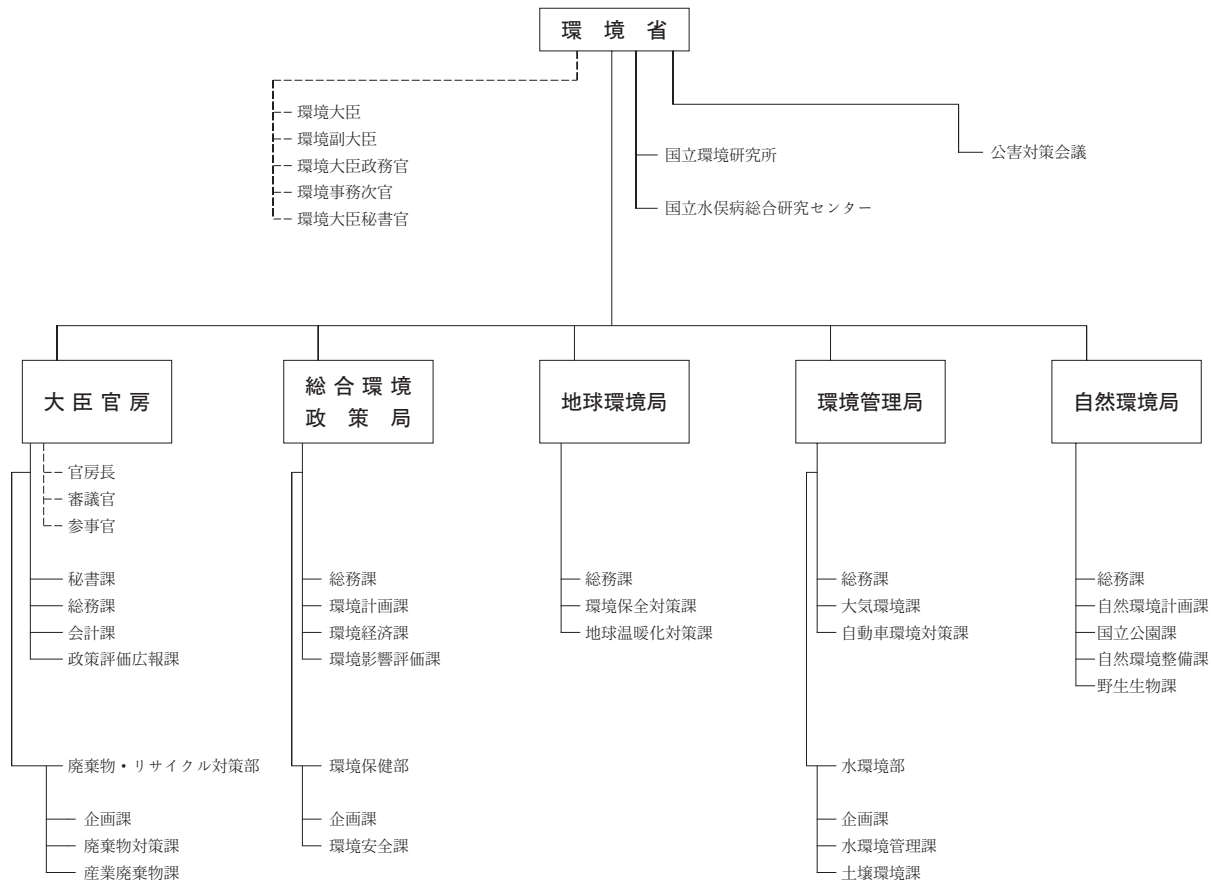 環境省
環境大臣
環境副大臣
環境大臣政務官
環境事務次官
環境大臣秘書官
国立環境研究所
国立水俣病総合研究センター
公害対策会議
大臣官房
官房長
審議官
参事官
秘書課
総務課
会計課
政策評価広報課
廃棄物・リサイクル対策部
企画課
廃棄物対策課
産業廃棄物課
総合環境
政策局
総務課
環境計画課
環境経済課
環境影響評価課
環境保健部
企画課
環境安全課
地球環境局
総務課
環境保全対策課
地球温暖化対策課
環境管理局
総務課
大気環境課
自動車環境対策課
水環境部
企画課
水環境管理課
土壌環境課
自然環境局
総務課
自然環境計画課
国立公園課
自然環境整備課
野生生物課